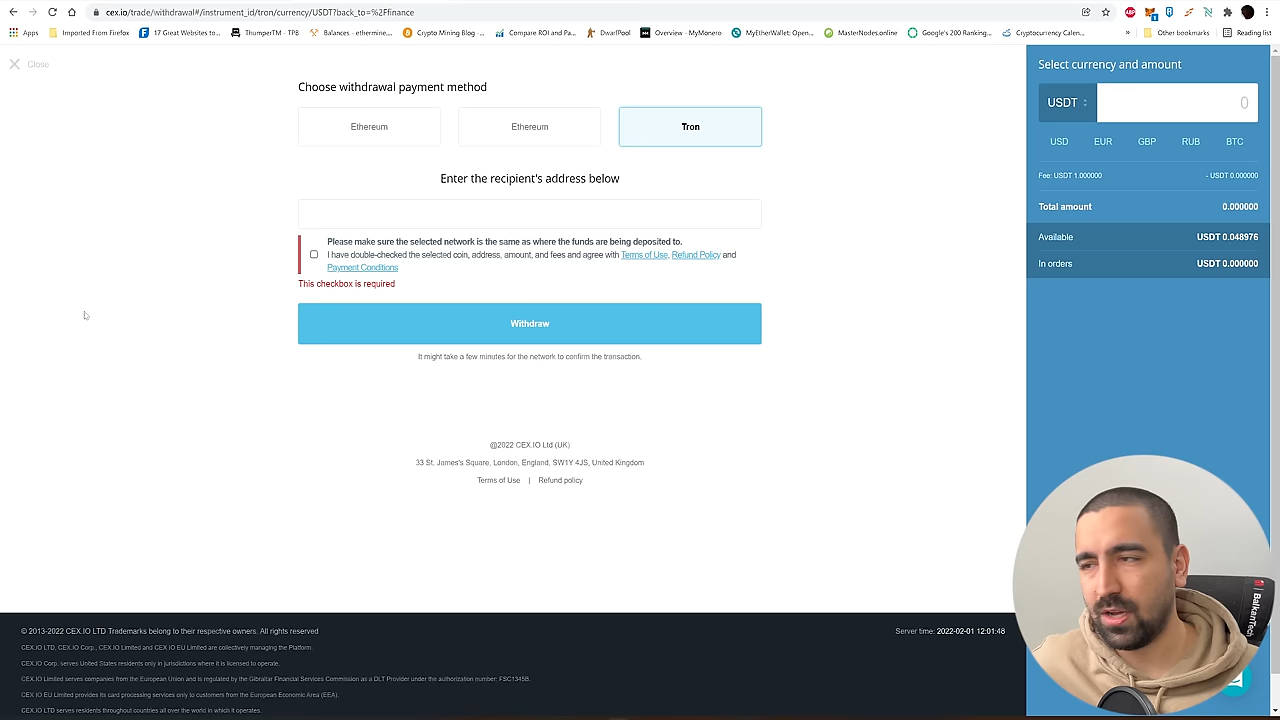 cex.io/trade/withdrawal#/instrument_id/tron/currency/USDT?back_to=%2Ffinance
Apps
Imported From Firefox
17 Great Websites to...
ThumperTM - TPB
Balances - ethermine....
Crypto Mining Blog -...
Compare ROI and Pa...
DwarfPool
Overview - MyMonero
MyEtherWallet: Open...
MasterNodes.online
Google's 200 Ranking...
Cryptocurrency Calen...
»
Other bookmarks
Reading list
Close
Choose withdrawal payment method
Ethereum
Ethereum
Tron
Enter the recipient's address below
Please make sure the selected network is the same as where the funds are being deposited to.
I have double-checked the selected coin, address, amount, and fees and agree with Terms of Use, Refund Policy and
Payment Conditions
This checkbox is required
Withdraw
It might take a few minutes for the network to confirm the transaction.
@2022 CEX.IO Ltd (UK)
33 St. James's Square, London, England, SW1Y 4JS, United Kingdom
Terms of Use | Refund policy
Select currency and amount
USDT
0
USD
EUR
GBP
RUB
BTC
Fee: USDT 1.000000
- USDT 0.000000
Total amount
0.000000
Available
USDT 0.048976
In orders
USDT 0.000000
© 2013-2022 CEX.IO LTD Trademarks belong to their respective owners. All rights reserved
Server time: 2022-02-01 12:01:48
CEX.IO LTD, CEX.IO Corp., CEX.IO Limited and CEX IO EU Limited are collectively managing the Platform.
CEX.IO Corp. serves United States residents only in jurisdictions where it is licensed to operate.
CEX.IO Limited serves companies from the European Union and is regulated by the Gibraltar Financial Services Commission as a DLT Provider under the authorization number: FSC1345B.
CEX IO EU Limited provides its card processing services only to customers from the European Economic Area (EEA).
CEX.IO LTD serves residents throughout countries all over the world in which it operates.
BalkanTech